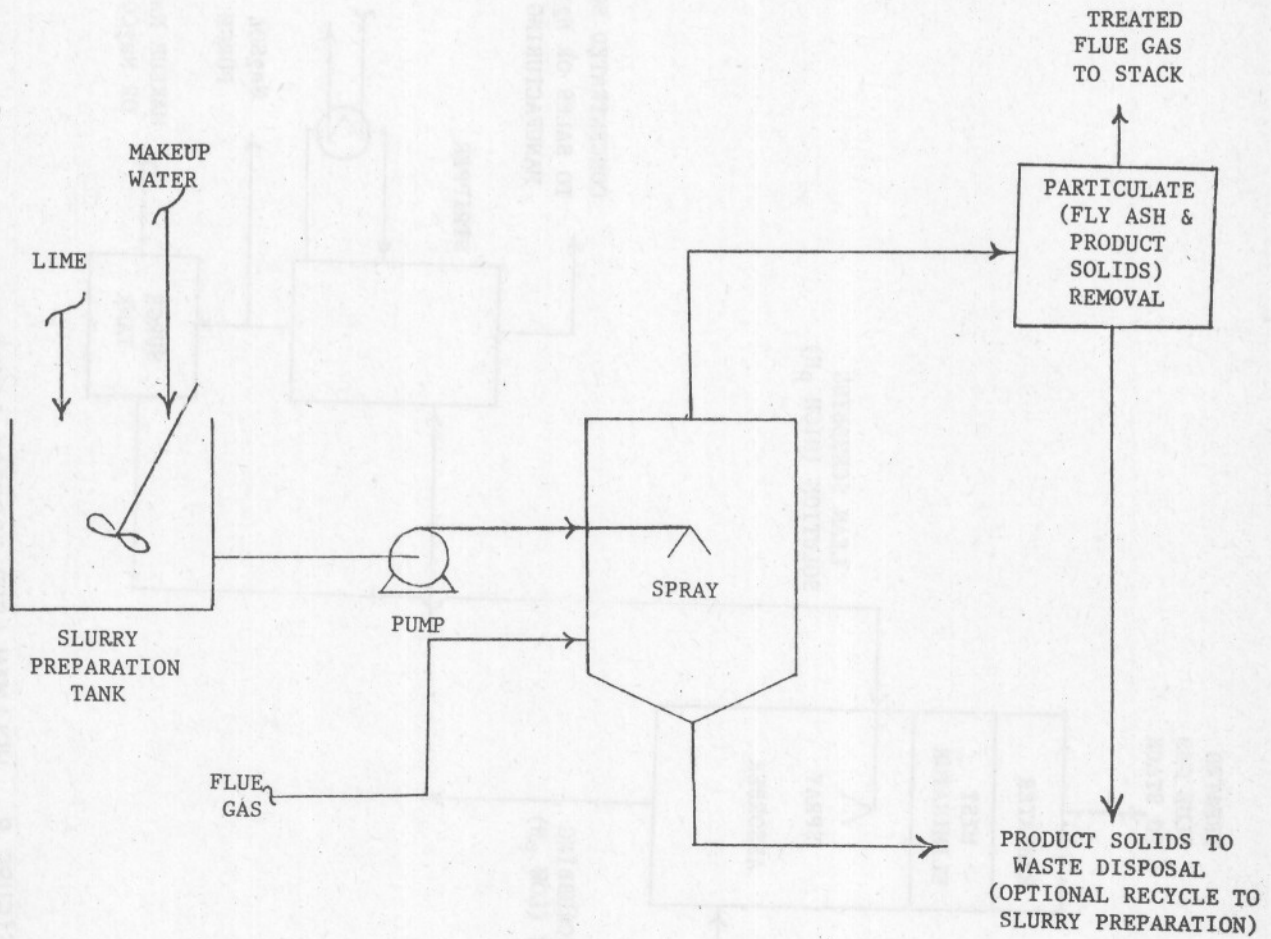 TREATED
FLUE GAS
TO STACK
MAKEUP
WATER
LIME
PARTICULATE
(FLY ASH &
PRODUCT
SOLIDS)
REMOVAL
SPRAY
PUMP
SLURRY
PREPARATION
TANK
FLUE
GAS
PRODUCT SOLIDS TO
WASTE DISPOSAL
(OPTIONAL RECYCLE TO
SLURRY PREPARATION)